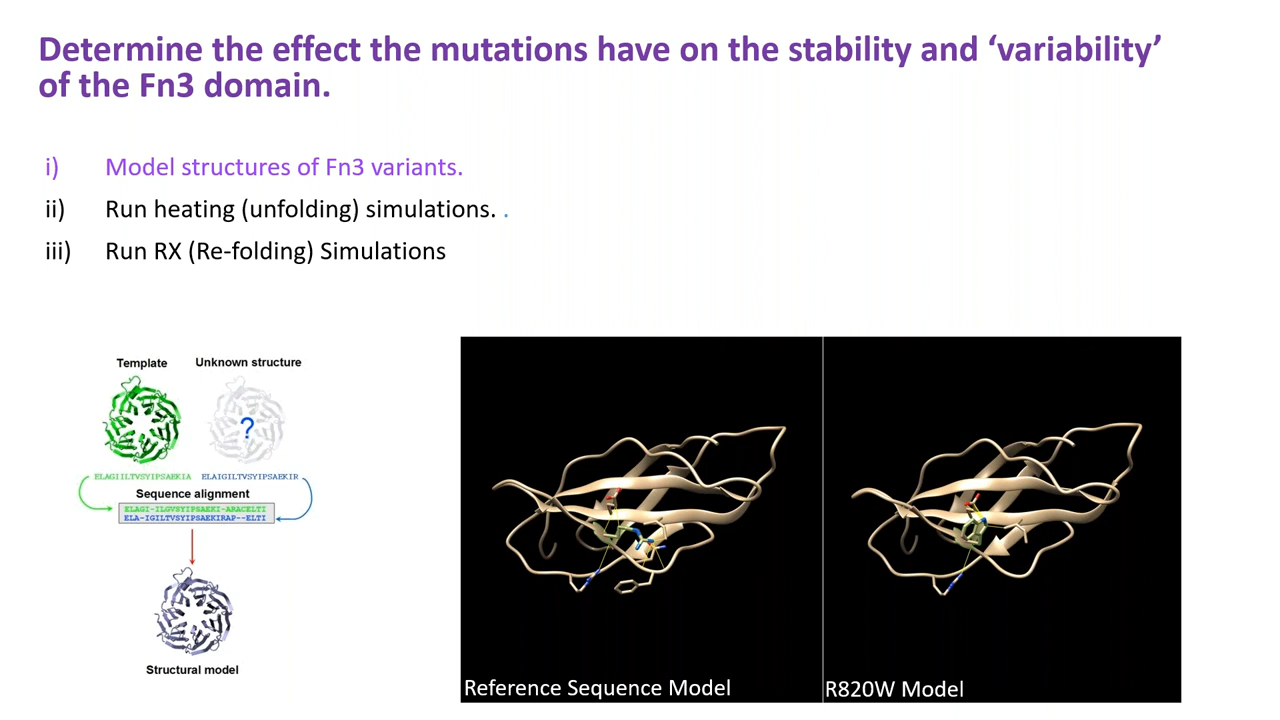 Determine the effect the mutations have on the stability and ‘variability’
of the Fn3 domain.
i) Model structures of Fn3 variants.
ii) Run heating (unfolding) simulations. .
iii) Run RX (Re-folding) Simulations
Template Unknown structure
?
ELAGIILTVSYIPSAEKIA ELAIGILTVSYIPSAEKIR
Sequence alignment
ELAGI-ILGVSYIPSAEKI-ARACELTI
ELA-IGILTVSYIPSAEKIRAP--ELTI
Structural model
Reference Sequence Model
R820W Model